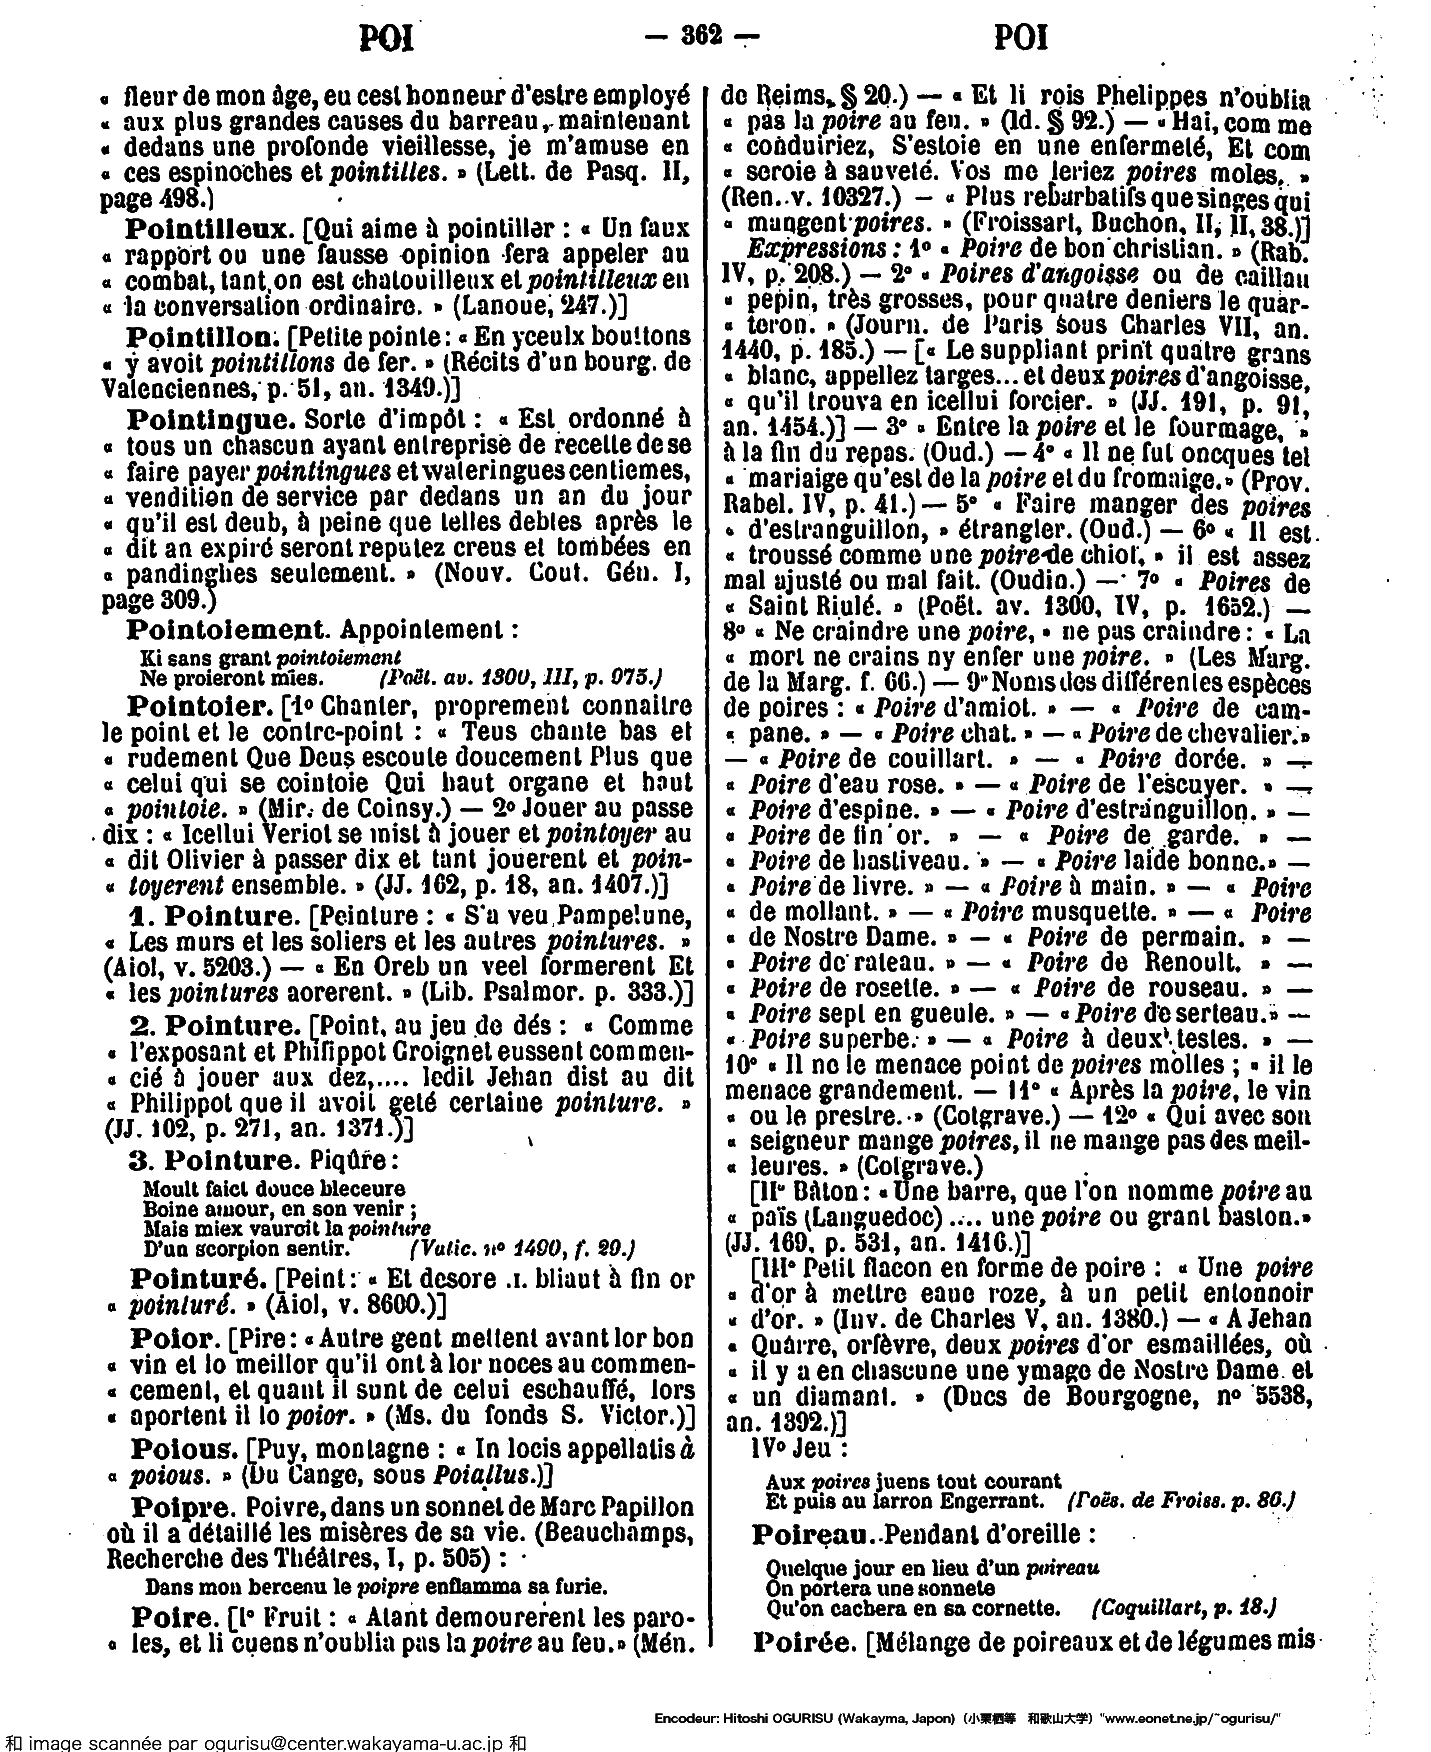 POI — 362 — POI
« fleur de mon âge, eu cest honneur d'estre employé
« aux plus grandes causes du barreau, maintenant
« dedans une profonde vieillesse, je m'amuse en
« ces espinoches et pointilles. » (Lett. de Pasq. II,
page 498.)
Pointilleux. [Qui aime à pointiller : « Un faux
« rapport ou une fausse opinion fera appeler au
« combat, tant on est chatouilleux et pointilleux en
« la conversation ordinaire. » (Lanoue, 247.)]
Pointillon. [Petite pointe : « En yceulx bouttons
« y avoit pointillons de fer. » (Récits d'un bourg. de
Valenciennes, p. 51, an. 1349.)]
Pointingue. Sorte d'impôt : « Est ordonné à
« tous un chascun ayant entreprise de recette de se
« faire payer pointingues et wateringues centiemes,
« vendition de service par dedans un an du jour
« qu'il est deub, à peine que telles debtes après le
« dit an expiré seront reputez creus et tombées en
« pandinghes seulement. » (Nouv. Cout. Gén. I,
page 309.)
Pointoiement. Appointement :
Ki sans grant pointoiement
Ne proieront mies. (Poët. av. 1300, III, p. 975.)
Pointoier. [1º Chanter, proprement connaitre
le point et le contre-point : « Teus chante bas et
« rudement Que Deus escoute doucement Plus que
« celui qui se cointoie Qui haut organe et haut
« pointoie. » (Mir. de Coinsy.) — 2º Jouer au passe
dix : « Icellui Veriot se mist à jouer et pointoyer au
« dit Olivier à passer dix et tant jouerent et poin-
« toyerent ensemble. » (JJ. 162, p. 18, an. 1407.)]
1. Pointure. [Peinture : « S'a veu Pampelune,
« Les murs et les soliers et les autres pointures. »
(Aiol, v. 5203.) — « En Oreb un veel formerent Et
« les pointures aorerent. » (Lib. Psalmor. p. 333.)]
2. Pointure. [Point, au jeu de dés : « Comme
« l'exposant et Philippot Croignet eussent commen-
« cié à jouer aux dez,.... ledit Jehan dist au dit
« Philippot que il avoit geté certaine pointure. »
(JJ. 102, p. 271, an. 1371.)]
3. Pointure. Piqûre :
Moult faict douce bleceure
Boine amour, en son venir ;
Mais miex vauroit la pointure
D'un scorpion sentir. (Vatic. nº 1490, f. 29.)
Pointuré. [Peint : « Et desore .I. bliaut à fin or
« pointuré. » (Aiol, v. 8600.)]
Poior. [Pire : « Autre gent mettent avant lor bon
« vin et lo meillor qu'il ont à lor noces au commen-
« cement, et quant il sunt de celui eschauffé, lors
« aportent il lo poior. » (Ms. du fonds S. Victor.)]
Poious. [Puy, montagne : « In locis appellatis à
« poious. » (Du Cange, sous Poiallus.)]
Poipre. Poivre, dans un sonnet de Marc Papillon
où il a détaillé les misères de sa vie. (Beauchamps,
Recherche des Théâtres, I, p. 505) :
Dans mon berceau le poipre enflamma sa furie.
Poire. [Iº Fruit : « Atant demourerent les paro-
« les, et li cuens n'oublia pas la poire au feu. » (Mén.
de Reims, § 20.) — « Et li rois Phelippes n'oublia
« pas la poire au feu. » (Id. § 92.) — « Hai, com me
« conduiriez, S'estoie en une enfermeté, Et com
« seroie à sauveté. Vos me feriez poires moles. »
(Ren. v. 10327.) — « Plus rebarbatifs que singes qui
« mangent poires. » (Froissart, Buchon, II, II, 38.)]
Expressions : 1º « Poire de bon christian. » (Rab.
IV, p. 208.) — 2º « Poires d'angoisse ou de caillau
« pepin, très grosses, pour quatre deniers le quar-
« teron. » (Journ. de Paris sous Charles VII, an.
1440, p. 185.) — [« Le suppliant print quatre grans
« blanc, appellez targes... et deux poires d'angoisse,
« qu'il trouva en icellui forcier. » (JJ. 191, p. 91,
an. 1454.)] — 3º « Entre la poire et le fourmage, »
à la fin du repas. (Oud.) — 4º « Il ne fut oncques tel
« mariaige qu'est de la poire et du fromaige. » (Prov.
Rabel. IV, p. 41.) — 5º « Faire manger des poires
« d'estranguillon, » étrangler. (Oud.) — 6º « Il est
« troussé comme une poire de chiot, » il est assez
mal ajusté ou mal fait. (Oudin.) — 7º « Poires de
« Saint Riulé. » (Poët. av. 1300, IV, p. 1652.) —
8º « Ne craindre une poire, » ne pas craindre : « La
« mort ne crains ny enfer une poire. » (Les Marg.
de la Marg. f. 66.) — 9º Noms des différentes espèces
de poires : « Poire d'amiot. » — « Poire de cam-
« pane. » — « Poire chat. » — « Poire de chevalier. »
— « Poire de couillart. » — « Poire dorée. » —
« Poire d'eau rose. » — « Poire de l'escuyer. » —
« Poire d'espine. » — « Poire d'estranguillon. » —
« Poire de fin or. » — « Poire de garde. » —
« Poire de hastiveau. » — « Poire laide bonne. » —
« Poire de livre. » — « Poire à main. » — « Poire
« de mollant. » — « Poire musquette. » — « Poire
« de Nostre Dame. » — « Poire de permain. » —
« Poire de rateau. » — « Poire de Renoult. » —
« Poire de rosette. » — « Poire de rouseau. » —
« Poire sept en gueule. » — « Poire de serteau. » —
« Poire superbe. » — « Poire à deux testes. » —
10º « Il ne le menace point de poires molles ; » il le
menace grandement. — 11º « Après la poire, le vin
« ou le prestre. » (Cotgrave.) — 12º « Qui avec son
« seigneur mange poires, il ne mange pas des meil-
« leures. » (Cotgrave.)
[IIº Bâton : « Une barre, que l'on nomme poire au
« païs (Languedoc) .... une poire ou grant baston. »
(JJ. 169, p. 531, an. 1416.)]
[IIIº Petit flacon en forme de poire : « Une poire
« d'or à mettre eaue roze, à un petit entonnoir
« d'or. » (Inv. de Charles V, an. 1380.) — « A Jehan
« Quarre, orfèvre, deux poires d'or esmaillées, où
« il y a en chascune une ymage de Nostre Dame et
« un diamant. » (Ducs de Bourgogne, nº 5538,
an. 1392.)]
IVº Jeu :
Aux poires juens tout courant
Et puis au larron Engerrant. (Poës. de Froiss. p. 86.)
Poireau. Pendant d'oreille :
Quelque jour en lieu d'un poireau
On portera une sonnete
Qu'on cachera en sa cornette. (Coquillart, p. 18.)
Poirée. [Mélange de poireaux et de légumes mis
Encodeur: Hitoshi OGURISU (Wakayma, Japon) (小栗栖等 和歌山大学) "www.eonet.ne.jp/~ogurisu/"
和 image scannée par ogurisu@center.wakayama-u.ac.jp 和